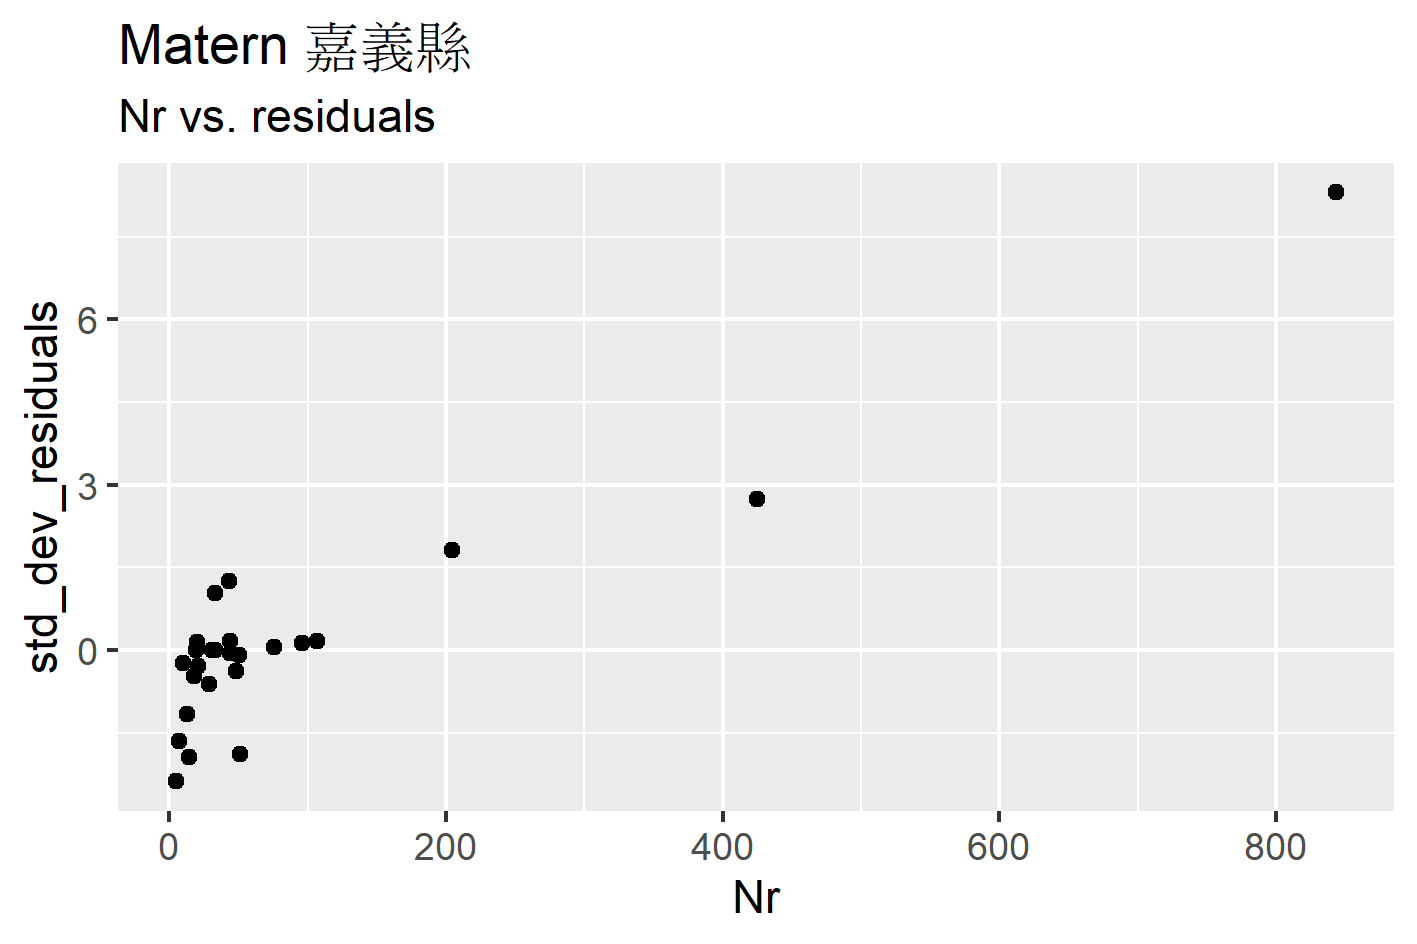 Matern 嘉義縣
Nr vs. residuals
std_dev_residuals
6
3
0
0 200 400 600 800
Nr